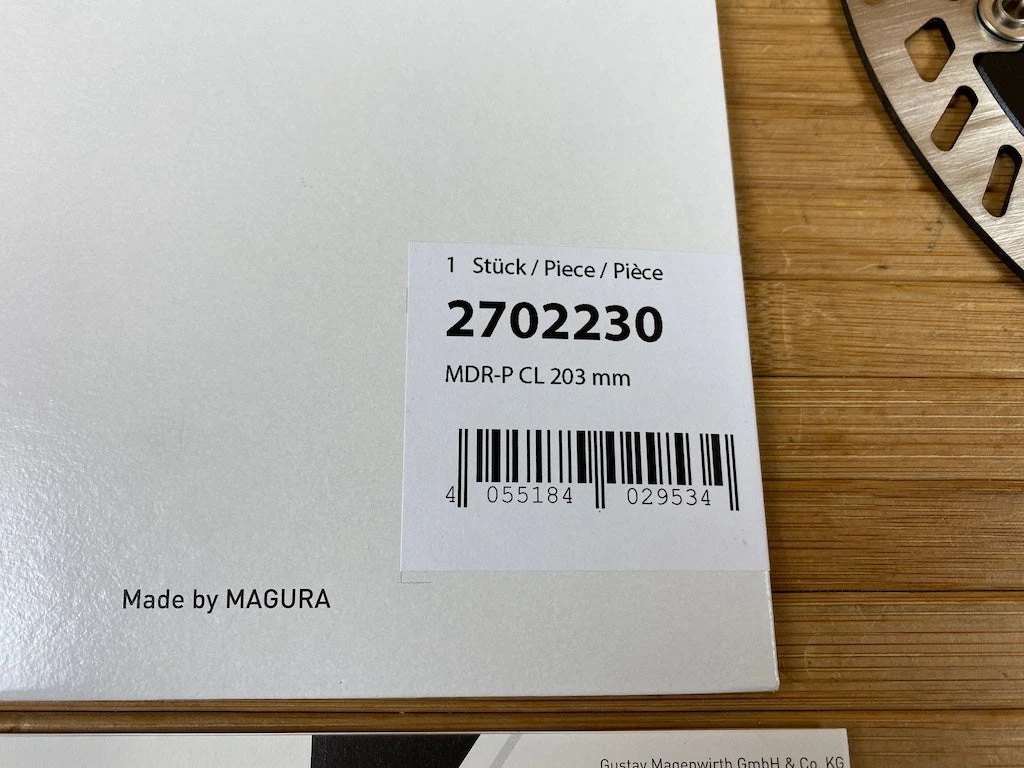 1 Stück / Piece / Pièce
2702230
MDR-P CL 203 mm
4 055184 029534
Made by MAGURA
Gustav Magenwirth GmbH & Co. KG